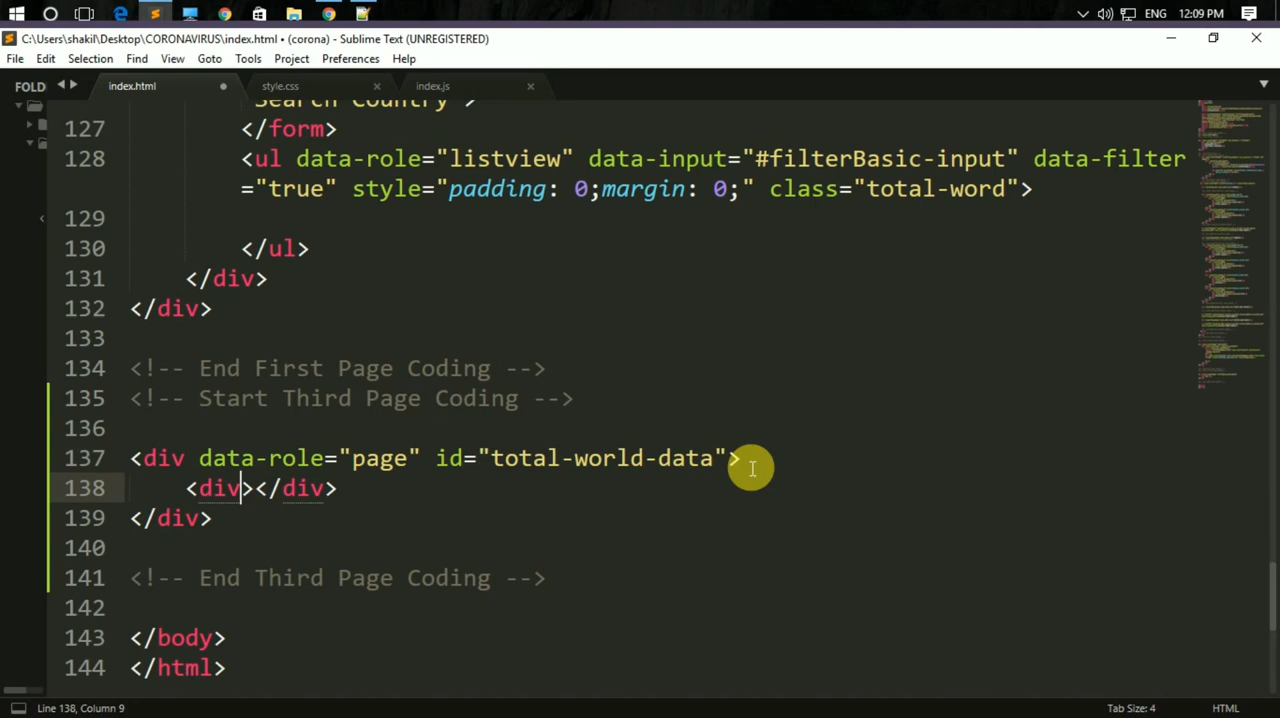 ENG 12:09 PM
C:\Users\shakil\Desktop\CORONAVIRUS\index.html • (corona) - Sublime Text (UNREGISTERED)
File Edit Selection Find View Goto Tools Project Preferences Help
FOLD index.html style.css index.js
Search Country">
127 </form>
128 <ul data-role="listview" data-input="#filterBasic-input" data-filter
="true" style="padding: 0;margin: 0;" class="total-word">
129
130 </ul>
131 </div>
132 </div>
133
134 <!-- End First Page Coding -->
135 <!-- Start Third Page Coding -->
136
137 <div data-role="page" id="total-world-data">
138 <div></div>
139 </div>
140
141 <!-- End Third Page Coding -->
142
143 </body>
144 </html>
Line 138, Column 9 Tab Size: 4 HTML